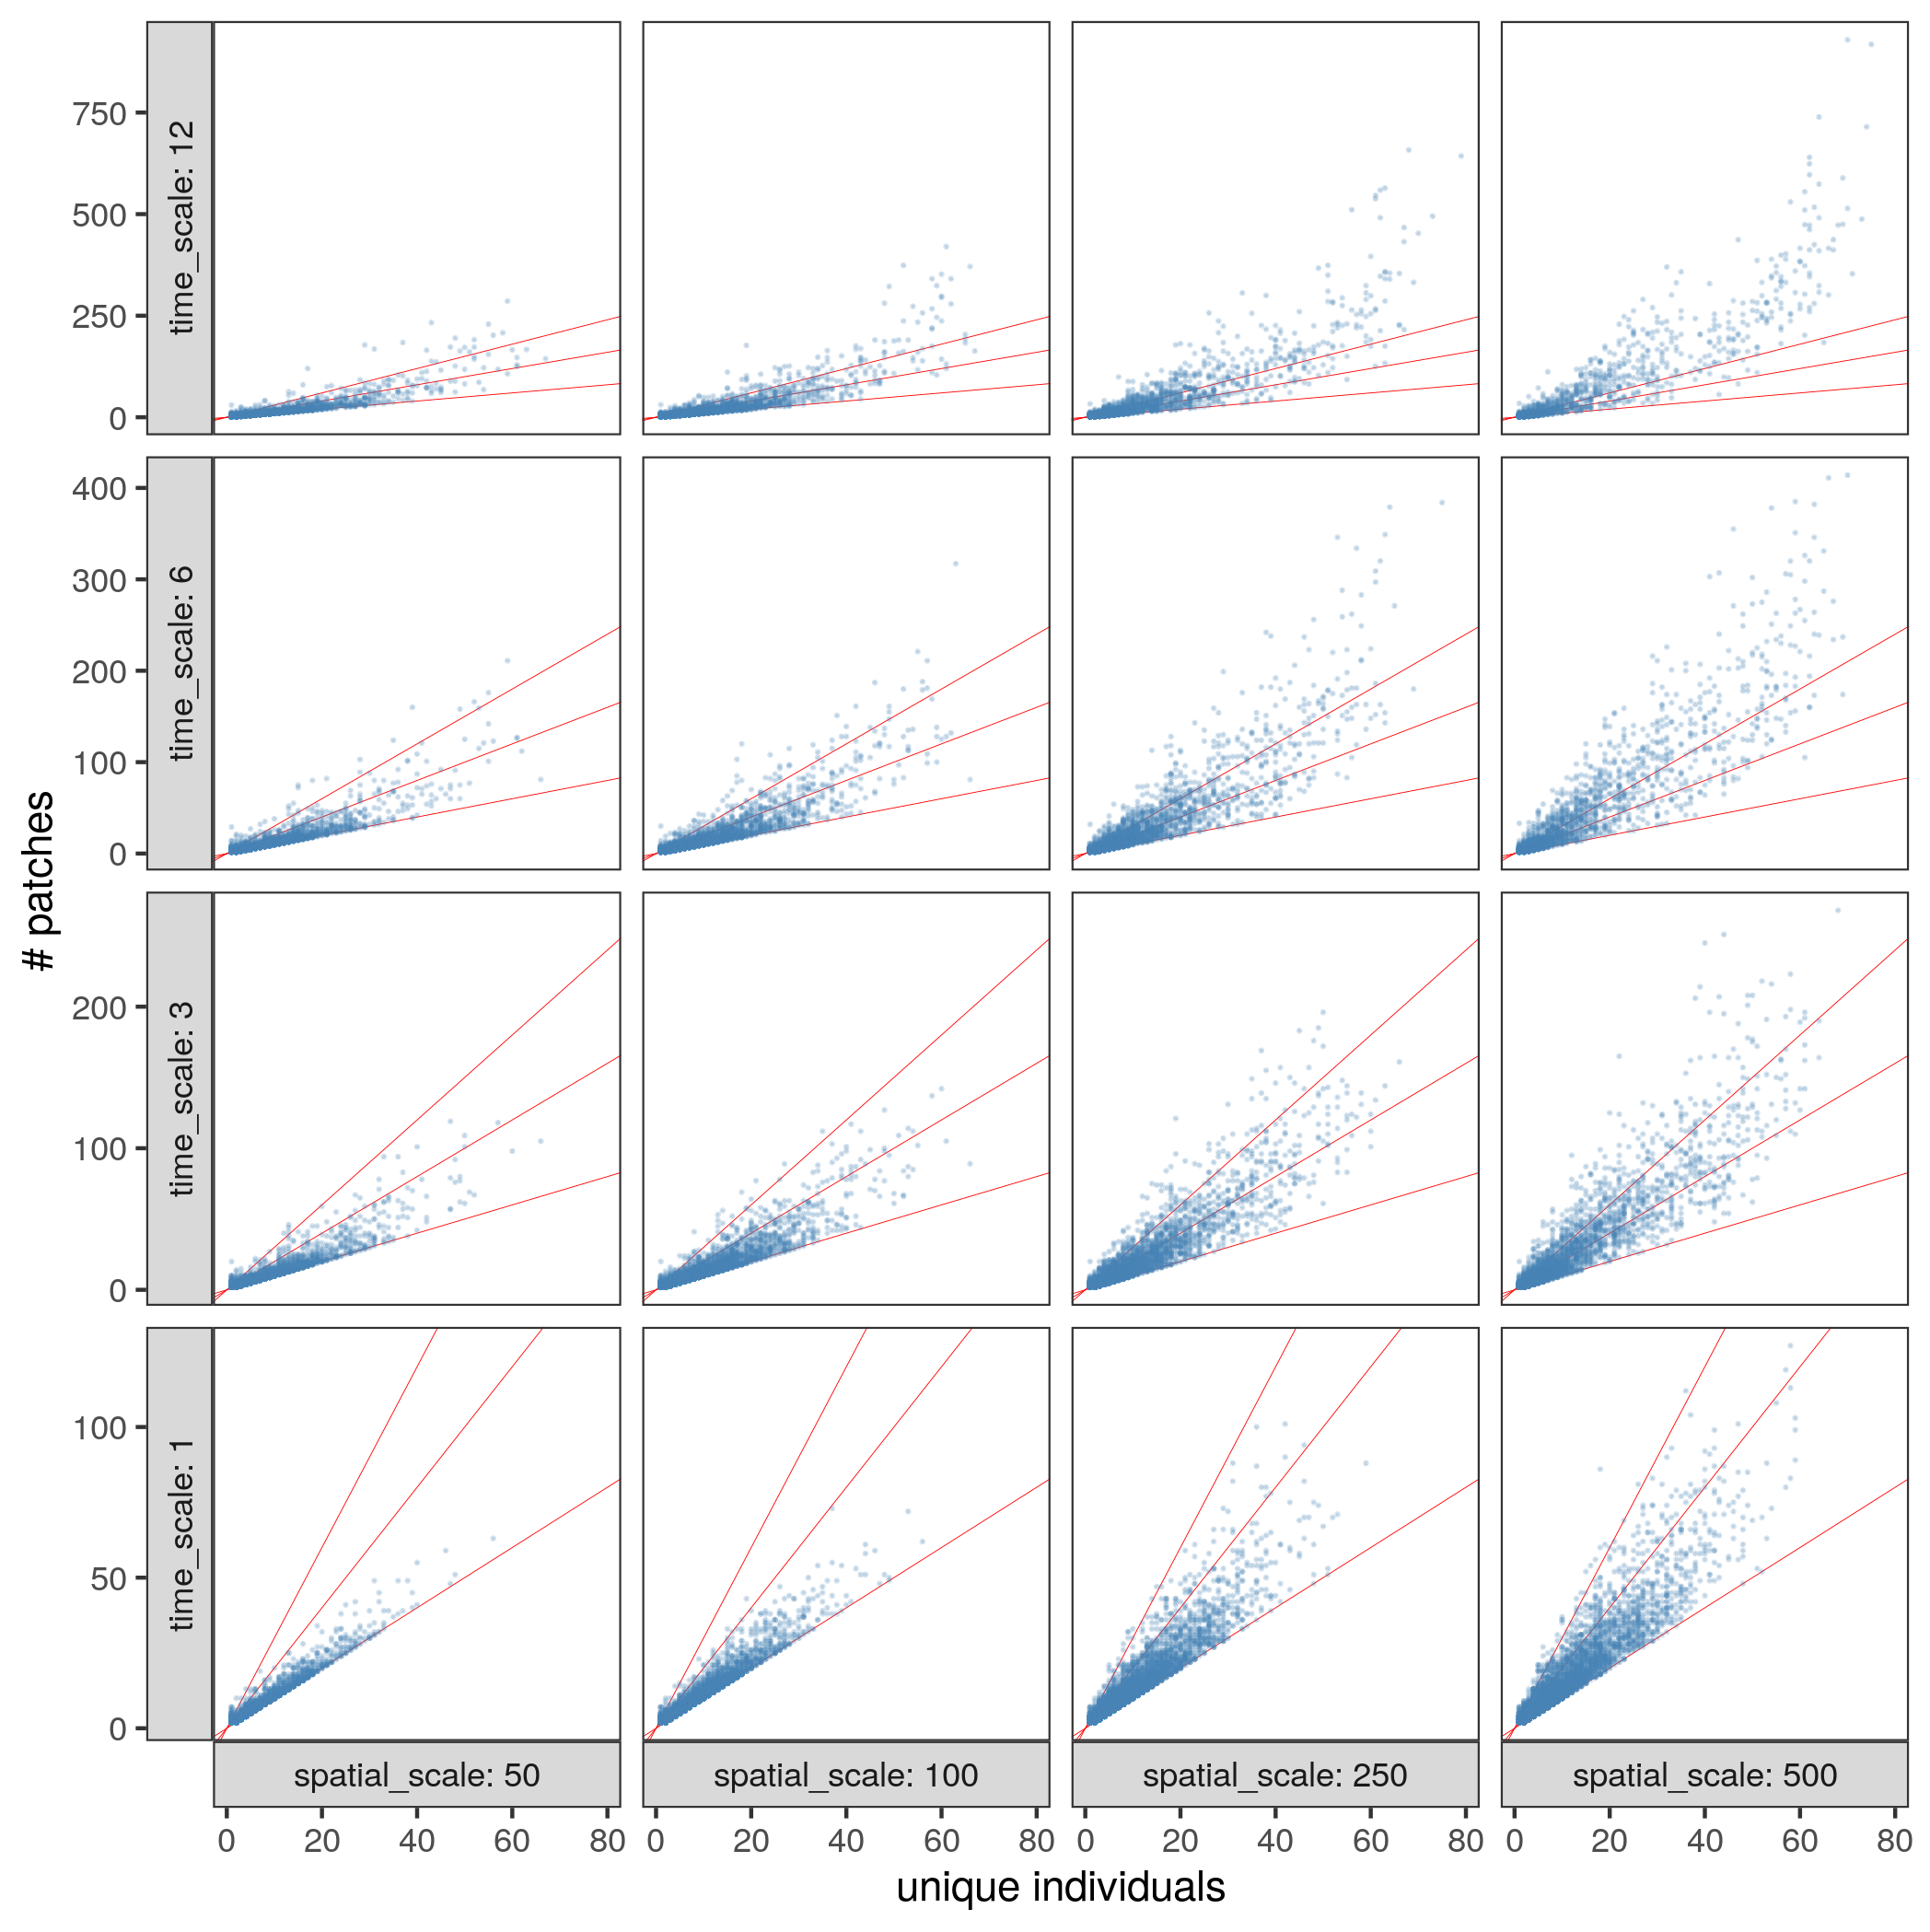 # patches
time_scale: 12
750
500
250
0
time_scale: 6
400
300
200
100
0
time_scale: 3
200
100
0
time_scale: 1
100
50
0
spatial_scale: 50 spatial_scale: 100 spatial_scale: 250 spatial_scale: 500
0 20 40 60 80 0 20 40 60 80 0 20 40 60 80 0 20 40 60 80
unique individuals